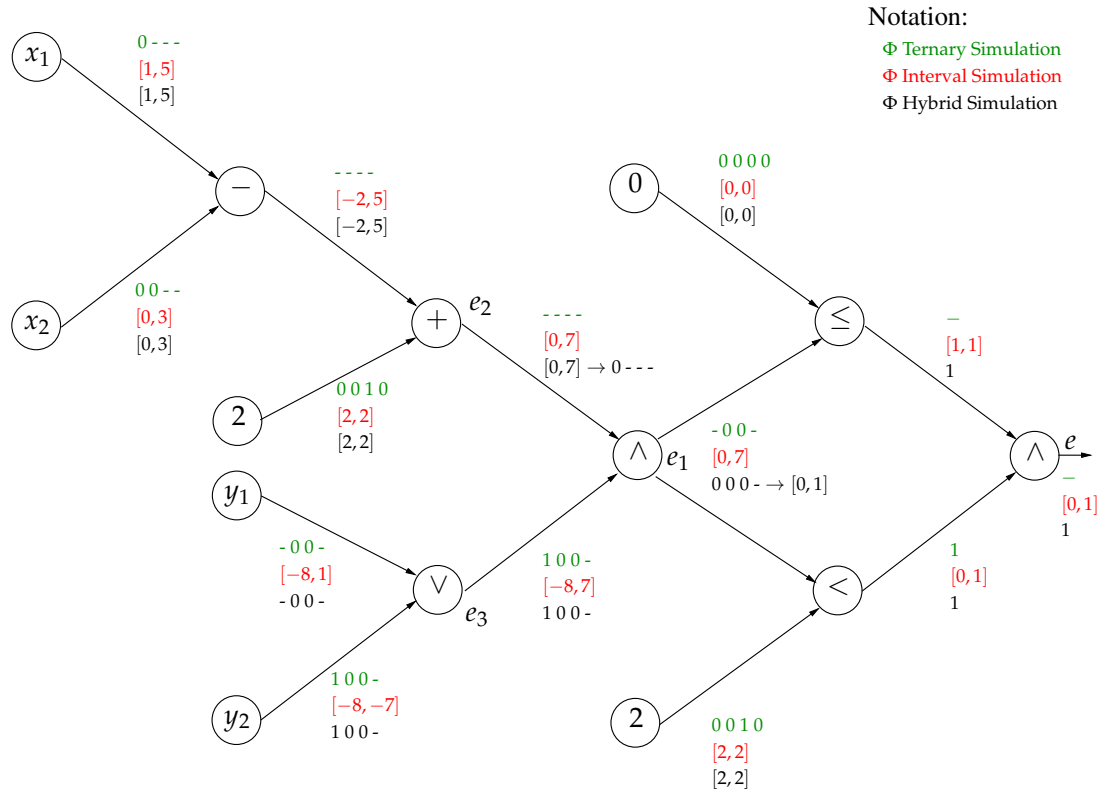 Notation:
Φ Ternary Simulation
Φ Interval Simulation
Φ Hybrid Simulation
x₁
0 - - -
[1, 5]
[1, 5]
−
- - - -
[−2, 5]
[−2, 5]
0
0 0 0 0
[0, 0]
[0, 0]
x₂
0 0 - -
[0, 3]
[0, 3]
+
e₂
- - - -
[0, 7]
[0, 7] → 0 - - -
≤
−
[1, 1]
1
2
0 0 1 0
[2, 2]
[2, 2]
∧
e₁
- 0 0 -
[0, 7]
0 0 0 - → [0, 1]
∧
e
−
[0, 1]
1
y₁
- 0 0 -
[−8, 1]
- 0 0 -
∨
e₃
1 0 0 -
[−8, 7]
1 0 0 -
<
1
[0, 1]
1
y₂
1 0 0 -
[−8, −7]
1 0 0 -
2
0 0 1 0
[2, 2]
[2, 2]